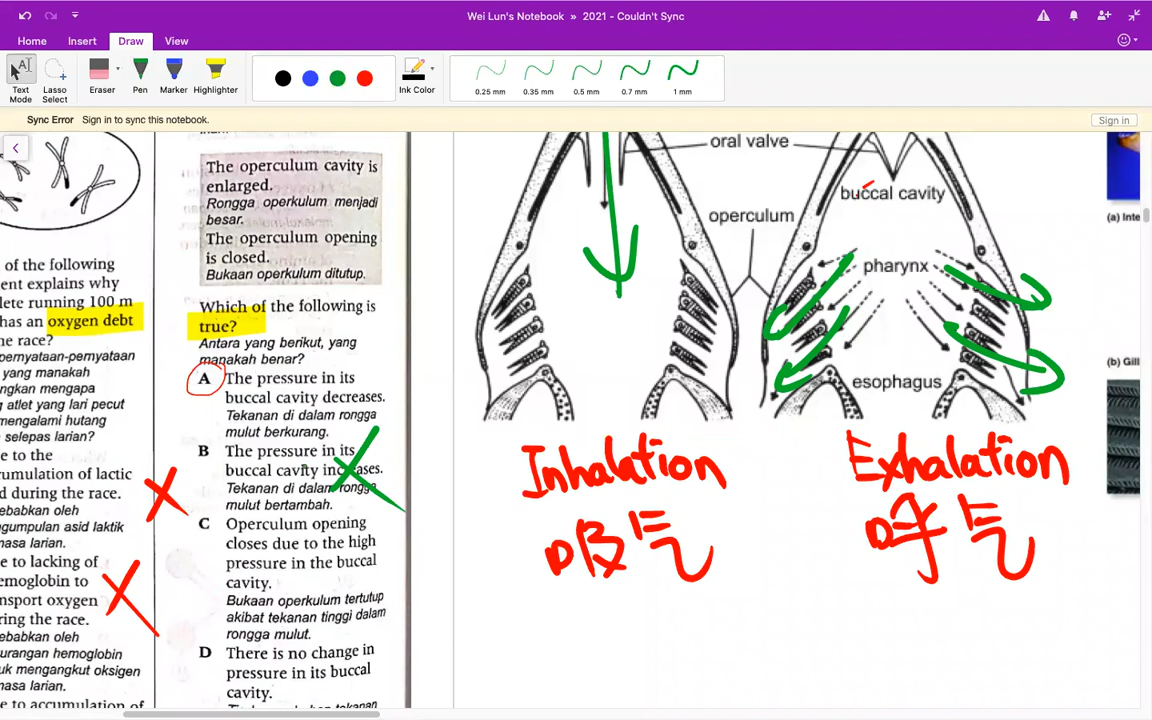 Wei Lun's Notebook » 2021 - Couldn't Sync
Home Insert Draw View
Text Mode
Lasso Select
Eraser
Pen
Marker
Highlighter
Ink Color
0.25 mm 0.35 mm 0.5 mm 0.7 mm 1 mm
Sync Error Sign in to sync this notebook.
Sign in
of the following
ent explains why
lete running 100 m
has an oxygen debt
he race?
pernyataan-pernyataan
yang manakah
ngkan mengapa
g atlet yang lari pecut
mengalami hutang
selepas larian?
e to the
cumulation of lactic
d during the race.
ebabkan oleh
ngumpulan asid laktik
masa larian.
e to lacking of
emoglobin to
nsport oxygen
ring the race.
ebabkan oleh
urangan hemoglobin
uk mengangkut oksigen
masa larian.
e to accumulation of
The operculum cavity is
enlarged.
Rongga operkulum menjadi
besar.
The operculum opening
is closed.
Bukaan operkulum ditutup.
Which of the following is
true?
Antara yang berikut, yang
manakah benar?
A The pressure in its
buccal cavity decreases.
Tekanan di dalam rongga
mulut berkurang.
B The pressure in its
buccal cavity increases.
Tekanan di dalam rongga
mulut bertambah.
C Operculum opening
closes due to the high
pressure in the buccal
cavity.
Bukaan operkulum tertutup
akibat tekanan tinggi dalam
rongga mulut.
D There is no change in
pressure in its buccal
cavity.
oral valve
buccal cavity
operculum
pharynx
esophagus
Inhalation Exhalation
吸气 呼气
(a) Inte
(b) Gill